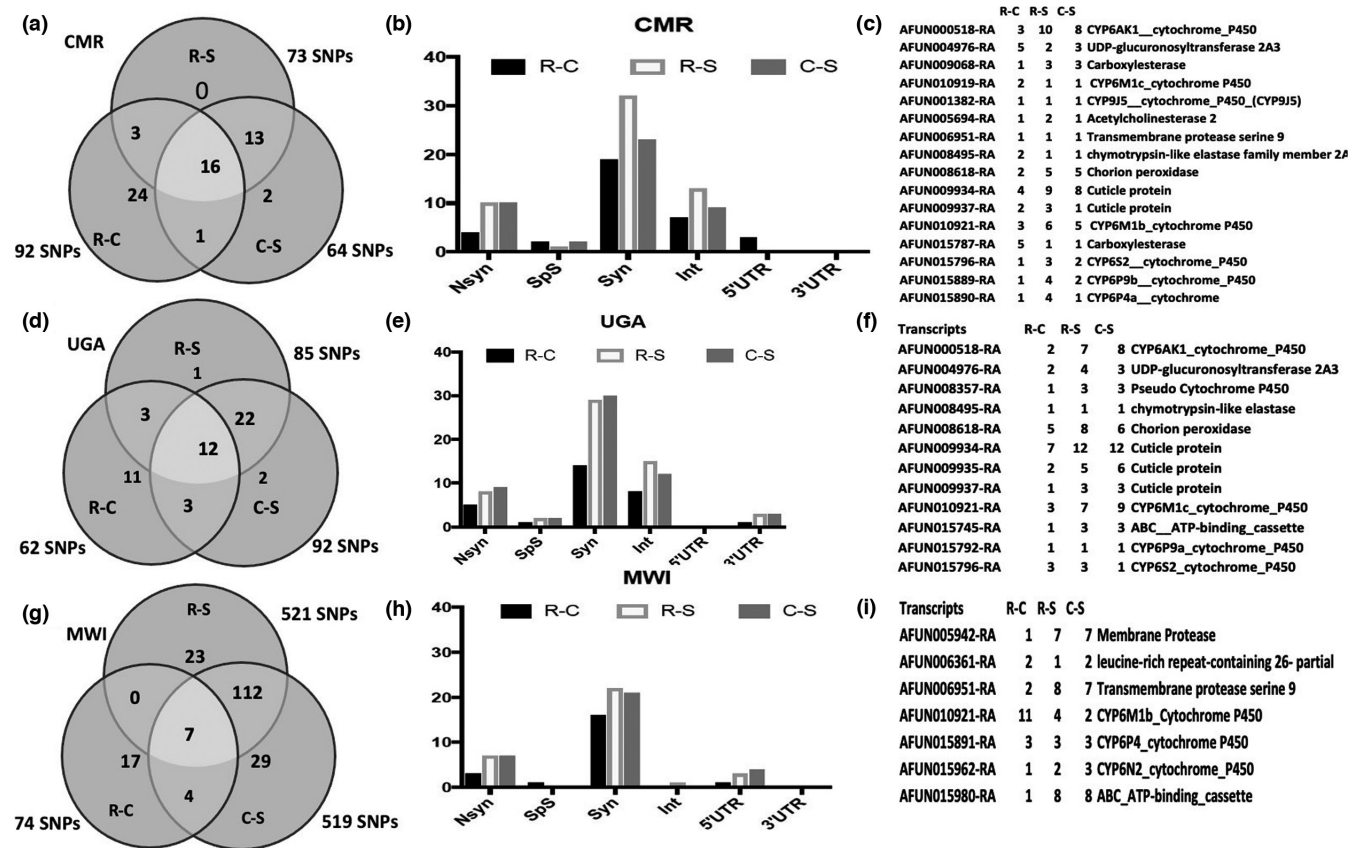 (a)
CMR
R-S
0
73 SNPs
3
13
16
24
2
R-C
1
C-S
92 SNPs
64 SNPs
(b)
CMR
R-C R-S C-S
40
30
20
10
0
Nsyn SpS Syn Int 5'UTR 3'UTR
(c)
R-C R-S C-S
AFUN000518-RA 3 10 8 CYP6AK1__cytochrome_P450
AFUN004976-RA 5 2 3 UDP-glucuronosyltransferase 2A3
AFUN009068-RA 1 3 3 Carboxylesterase
AFUN010919-RA 2 1 1 CYP6M1c_cytochrome P450
AFUN001382-RA 1 1 1 CYP9J5__cytochrome_P450_(CYP9J5)
AFUN005694-RA 1 2 1 Acetylcholinesterase 2
AFUN006951-RA 1 1 1 Transmembrane protease serine 9
AFUN008495-RA 2 1 1 chymotrypsin-like elastase family member 2A
AFUN008618-RA 2 5 5 Chorion peroxidase
AFUN009934-RA 4 9 8 Cuticle protein
AFUN009937-RA 2 3 1 Cuticle protein
AFUN010921-RA 3 6 5 CYP6M1b_cytochrome P450
AFUN015787-RA 5 1 1 Carboxylesterase
AFUN015796-RA 1 3 2 CYP6S2__cytochrome_P450
AFUN015889-RA 1 4 2 CYP6P9b__cytochrome_P450
AFUN015890-RA 1 4 1 CYP6P4a__cytochrome
(d)
UGA
R-S
1
85 SNPs
3
22
12
11
2
R-C
3
C-S
62 SNPs
92 SNPs
(e)
UGA
R-C R-S C-S
40
30
20
10
0
Nsyn SpS Syn Int 5'UTR 3'UTR
(f)
Transcripts R-C R-S C-S
AFUN000518-RA 2 7 8 CYP6AK1_cytochrome_P450
AFUN004976-RA 2 4 3 UDP-glucuronosyltransferase 2A3
AFUN008357-RA 1 3 3 Pseudo Cytochrome P450
AFUN008495-RA 1 1 1 chymotrypsin-like elastase
AFUN008618-RA 5 8 6 Chorion peroxidase
AFUN009934-RA 7 12 12 Cuticle protein
AFUN009935-RA 2 5 6 Cuticle protein
AFUN009937-RA 1 3 3 Cuticle protein
AFUN010921-RA 3 7 9 CYP6M1c_cytochrome_P450
AFUN015745-RA 1 3 3 ABC__ATP-binding_cassette
AFUN015792-RA 1 1 1 CYP6P9a_cytochrome_P450
AFUN015796-RA 3 3 1 CYP6S2_cytochrome_P450
(g)
MWI
R-S
23
521 SNPs
0
112
7
17
29
R-C
4
C-S
74 SNPs
519 SNPs
(h)
MWI
R-C R-S C-S
40
30
20
10
0
Nsyn SpS Syn Int 5'UTR 3'UTR
(i)
Transcripts R-C R-S C-S
AFUN005942-RA 1 7 7 Membrane Protease
AFUN006361-RA 2 1 2 leucine-rich repeat-containing 26- partial
AFUN006951-RA 2 8 7 Transmembrane protease serine 9
AFUN010921-RA 11 4 2 CYP6M1b_Cytochrome P450
AFUN015891-RA 3 3 3 CYP6P4_cytochrome P450
AFUN015962-RA 1 2 3 CYP6N2_cytochrome_P450
AFUN015980-RA 1 8 8 ABC_ATP-binding_cassette